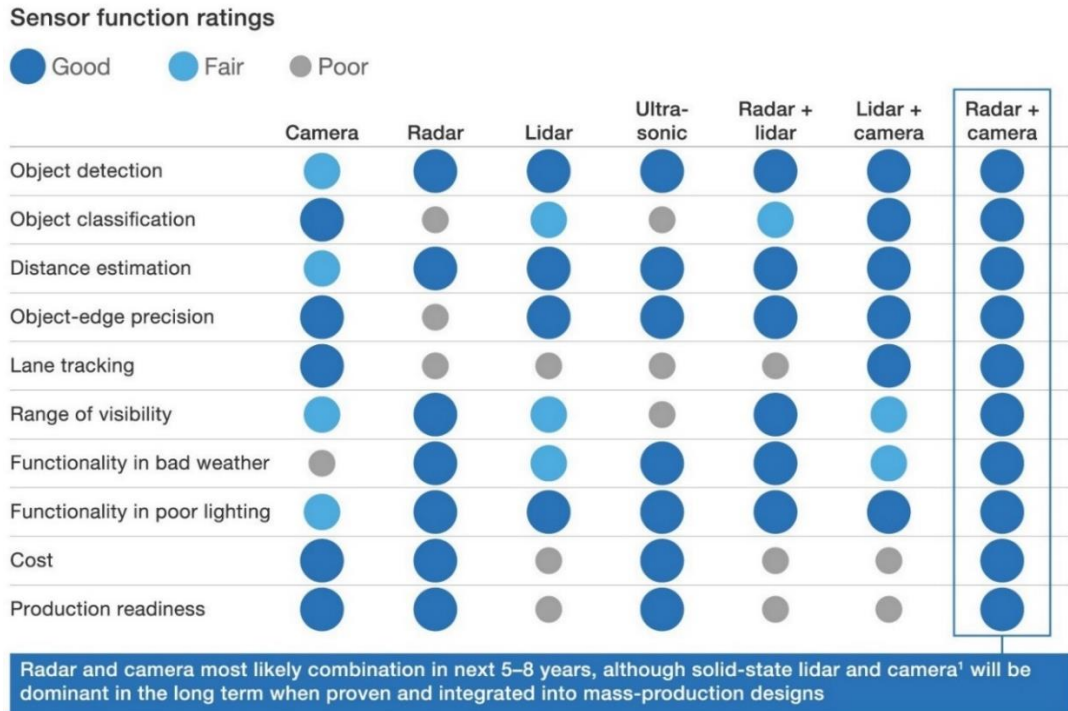 Sensor function ratings
Good Fair Poor
Camera Radar Lidar Ultra-
sonic Radar +
lidar Lidar +
camera Radar +
camera
Object detection
Object classification
Distance estimation
Object-edge precision
Lane tracking
Range of visibility
Functionality in bad weather
Functionality in poor lighting
Cost
Production readiness
Radar and camera most likely combination in next 5–8 years, although solid-state lidar and camera¹ will be
dominant in the long term when proven and integrated into mass-production designs